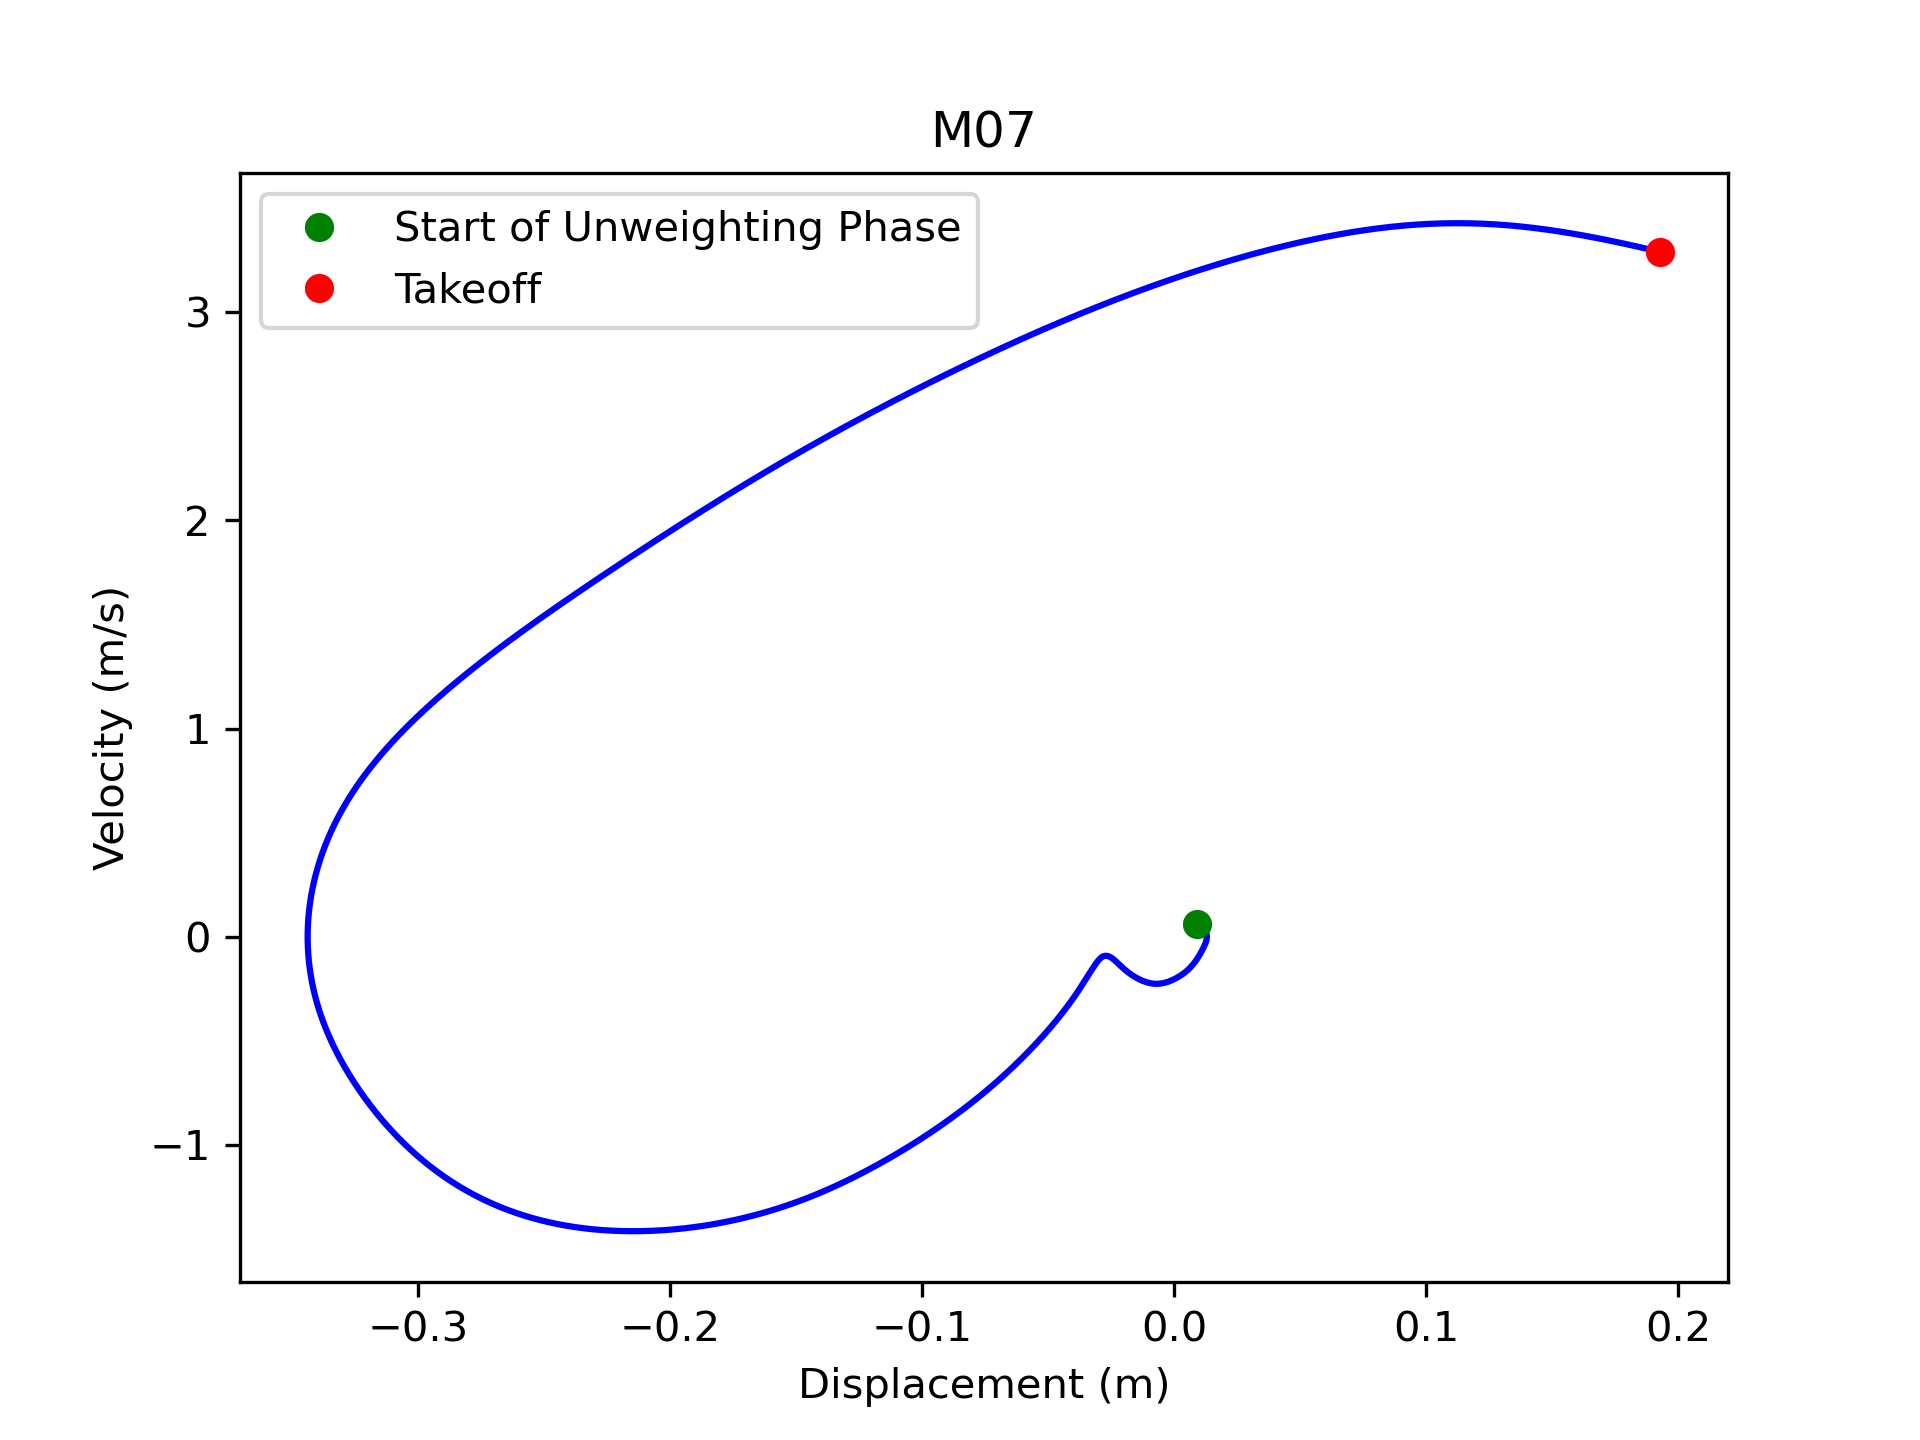 M07
Start of Unweighting Phase
Takeoff
3
2
1
0
−1
Velocity (m/s)
−0.3 −0.2 −0.1 0.0 0.1 0.2
Displacement (m)